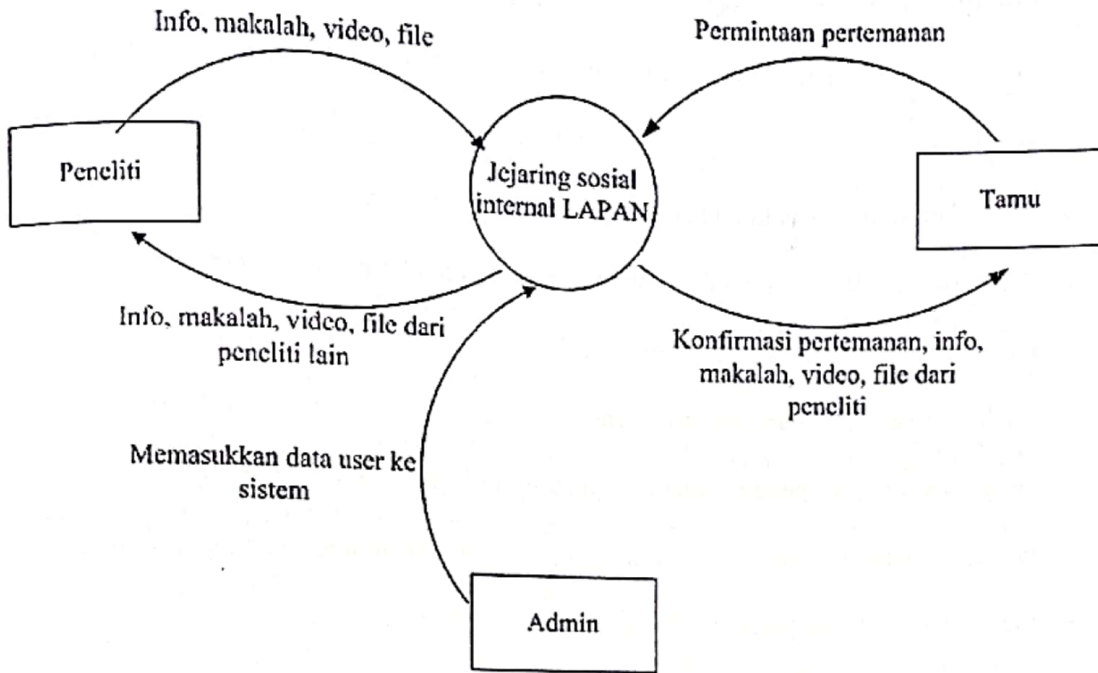 Info, makalah, video, file
Permintaan pertemanan
Peneliti
Jejaring sosial
internal LAPAN
Tamu
Info, makalah, video, file dari
peneliti lain
Konfirmasi pertemanan, info,
makalah, video, file dari
peneliti
Memasukkan data user ke
sistem
Admin